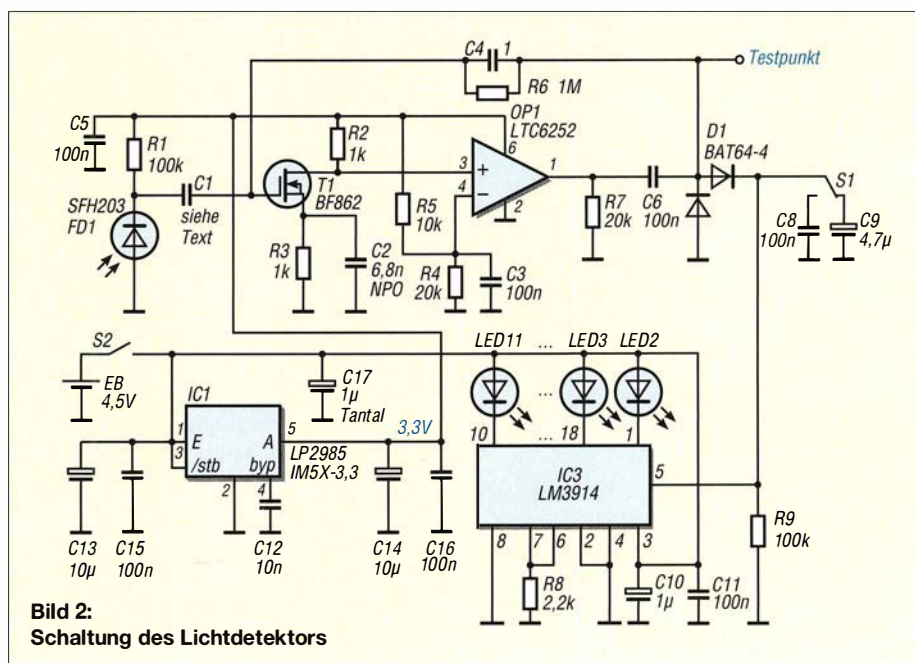 C4
1
Testpunkt
R6 1M
OP1
LTC6252
C5
100n
R1
100k
R2
1k
D1
BAT64-4
C1
siehe
Text
3
+
6
1
4
−
2
S1
SFH203
FD1
T1
BF862
R5
10k
R7
20k
C6
100n
C8
100n
C9
4,7µ
R3
1k
C2
6,8n
NPO
R4
20k
C3
100n
S2
LED11 ... LED3 LED2
EB
4,5V
IC1
C17
1µ
Tantal
1
E
A
5
3,3V
3
/stb
byp
LP2985
IM5X-3,3
2
4
10 ... 18 1
IC3
LM3914
5
8 7 6 2 4 3
R9
100k
C13
10µ
C15
100n
C12
10n
C14
10µ
C16
100n
R8
2,2k
C10
1µ
C11
100n
Bild 2:
Schaltung des Lichtdetektors